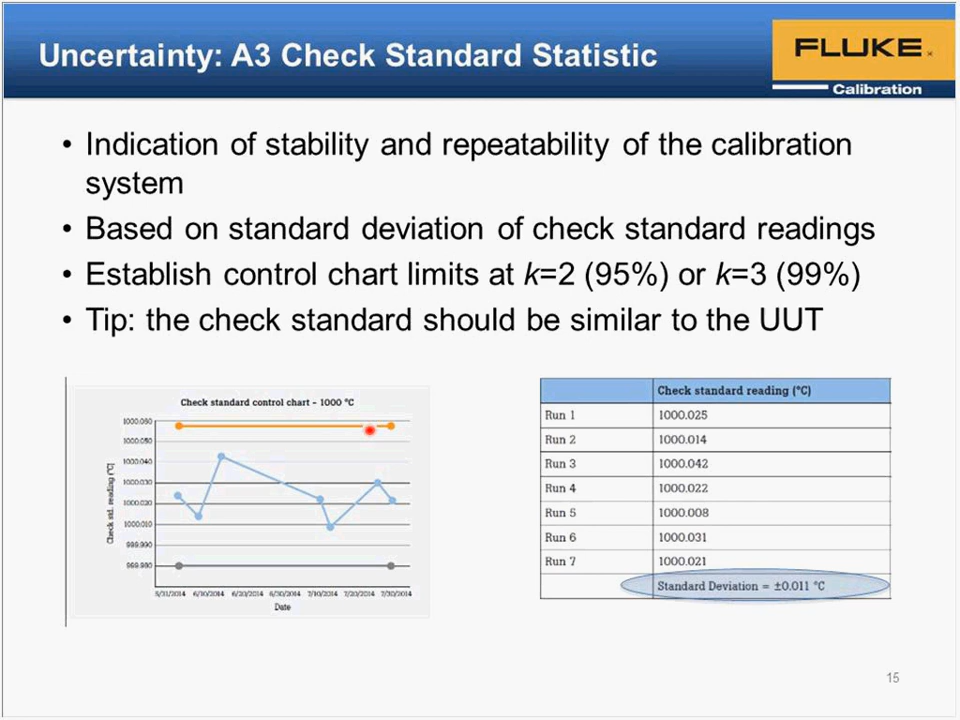 Uncertainty: A3 Check Standard Statistic
FLUKE
Calibration
• Indication of stability and repeatability of the calibration
system
• Based on standard deviation of check standard readings
• Establish control chart limits at k=2 (95%) or k=3 (99%)
• Tip: the check standard should be similar to the UUT
Check standard control chart – 1000 °C
Check std. reading (°C)
1000.060
1000.050
1000.040
1000.030
1000.020
1000.010
999.990
999.980
5/31/2014 6/10/2014 6/20/2014 6/30/2014 7/10/2014 7/20/2014 7/30/2014
Date
Check standard reading (°C)
Run 1 1000.025
Run 2 1000.014
Run 3 1000.042
Run 4 1000.022
Run 5 1000.008
Run 6 1000.031
Run 7 1000.021
Standard Deviation = ±0.011 °C
15